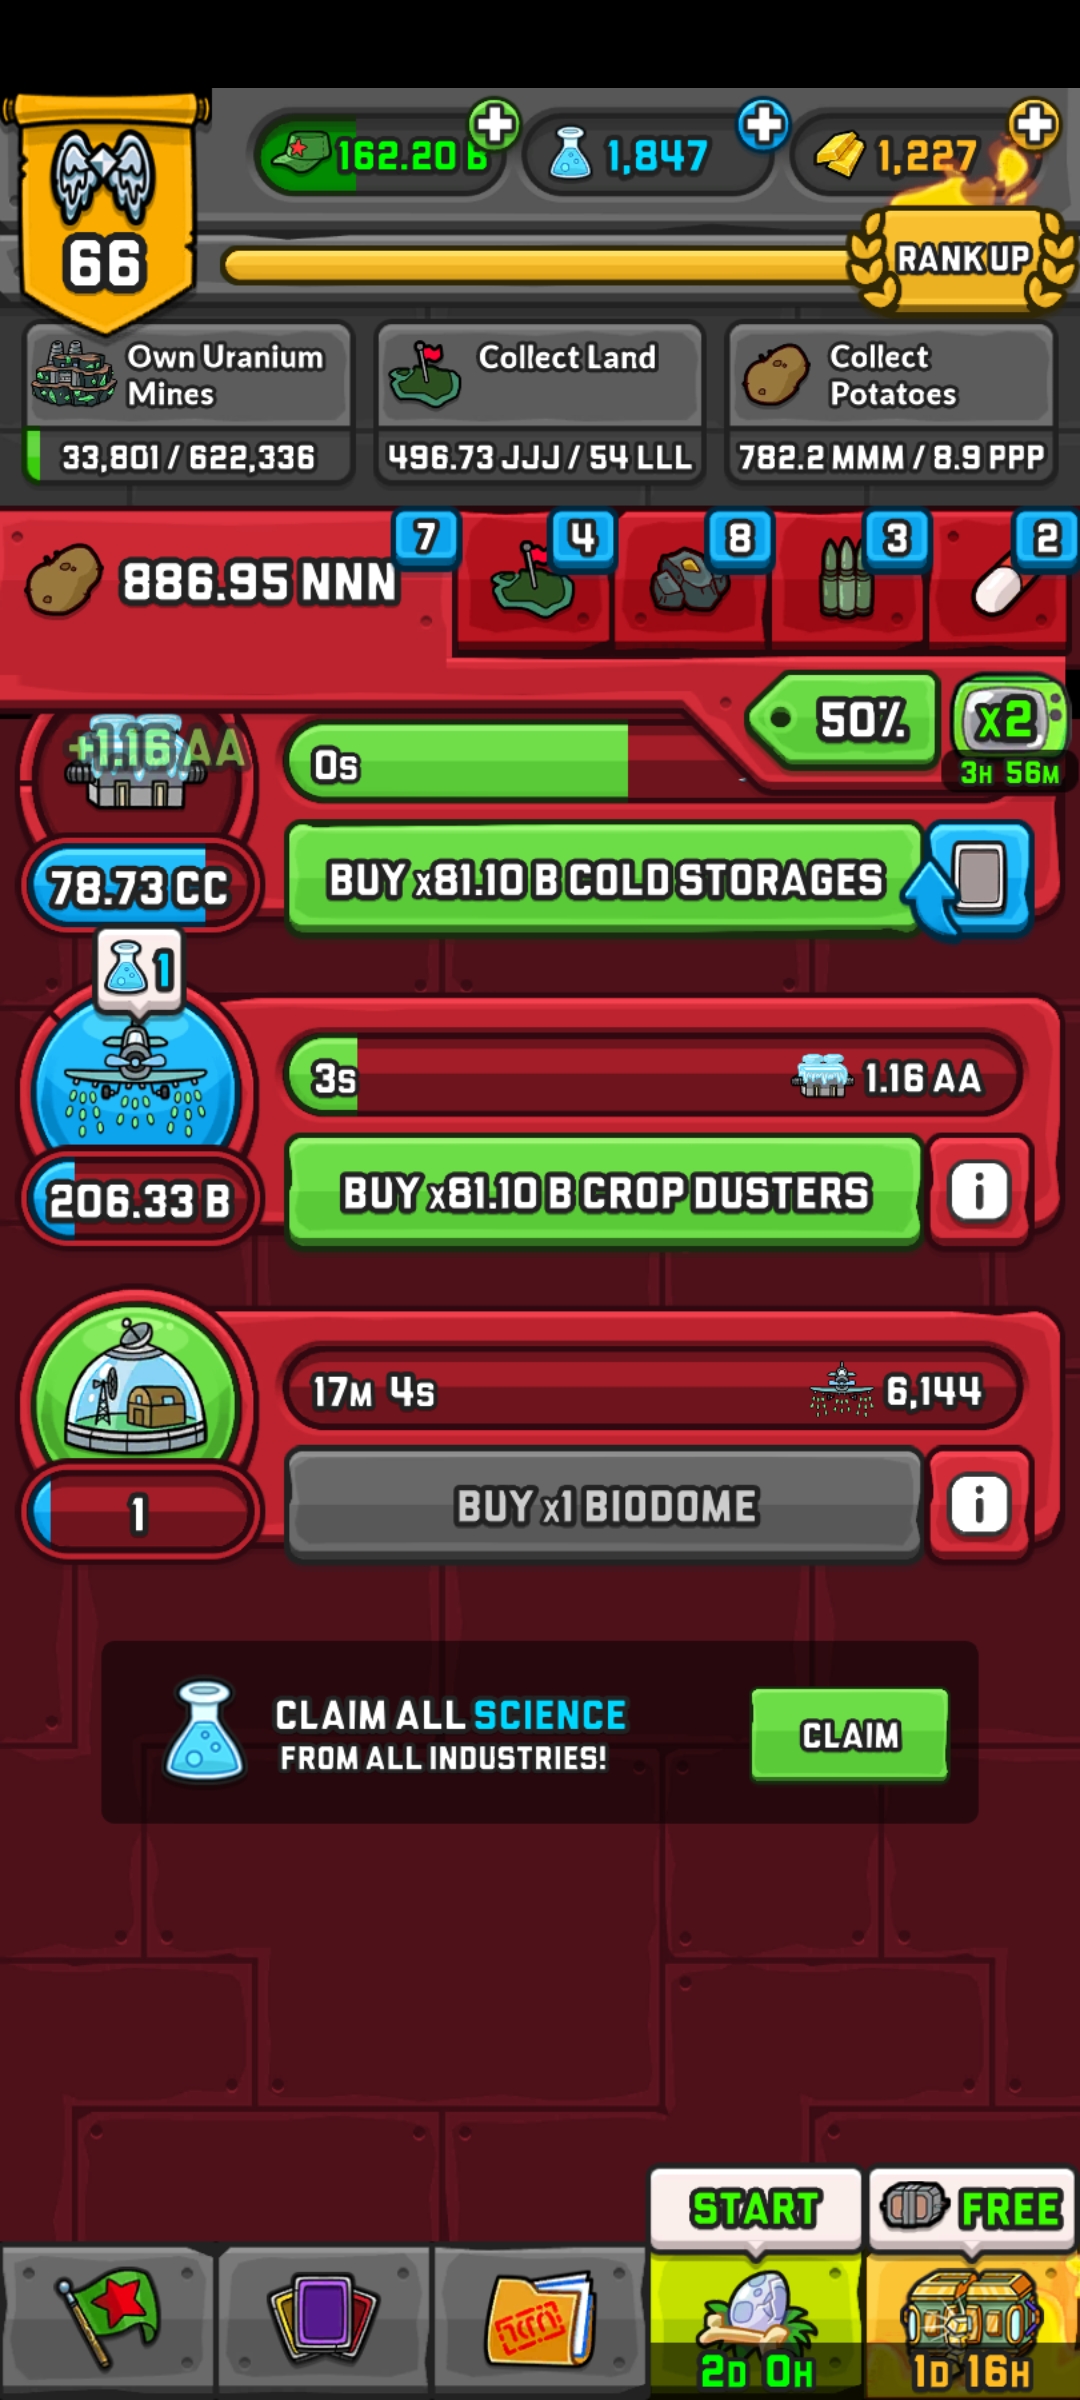 162.20 B
1,847
1,227
66
RANK UP
Own Uranium
Mines
33,801 / 622,336
Collect Land
496.73 JJJ / 54 LLL
Collect
Potatoes
782.2 MMM / 8.9 PPP
886.95 NNN
7
4
8
3
2
50%
x2
3H 56M
+1.16 AA
0s
78.73 CC
BUY x81.10 B COLD STORAGES
1
3s
1.16 AA
206.33 B
BUY x81.10 B CROP DUSTERS
i
17M 4s
6,144
1
BUY x1 BIODOME
i
CLAIM ALL SCIENCE
FROM ALL INDUSTRIES!
CLAIM
START
FREE
2D 0H
1D 16H